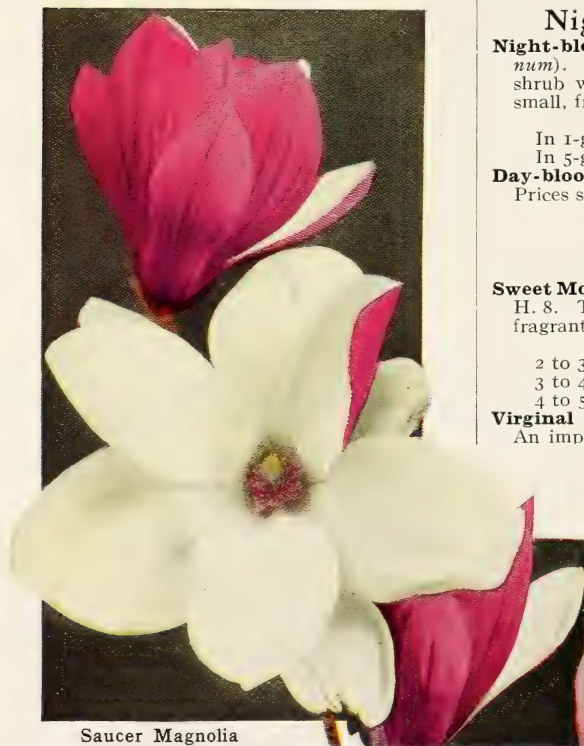 Nig
Night-blo
num).
shrub w
small, fr
In 1-g
In 5-g
Day-bloo
Prices s
Sweet Mo
H. 8. T
fragrant
2 to 3
3 to 4
4 to 5
Virginal
An imp
Saucer Magnolia